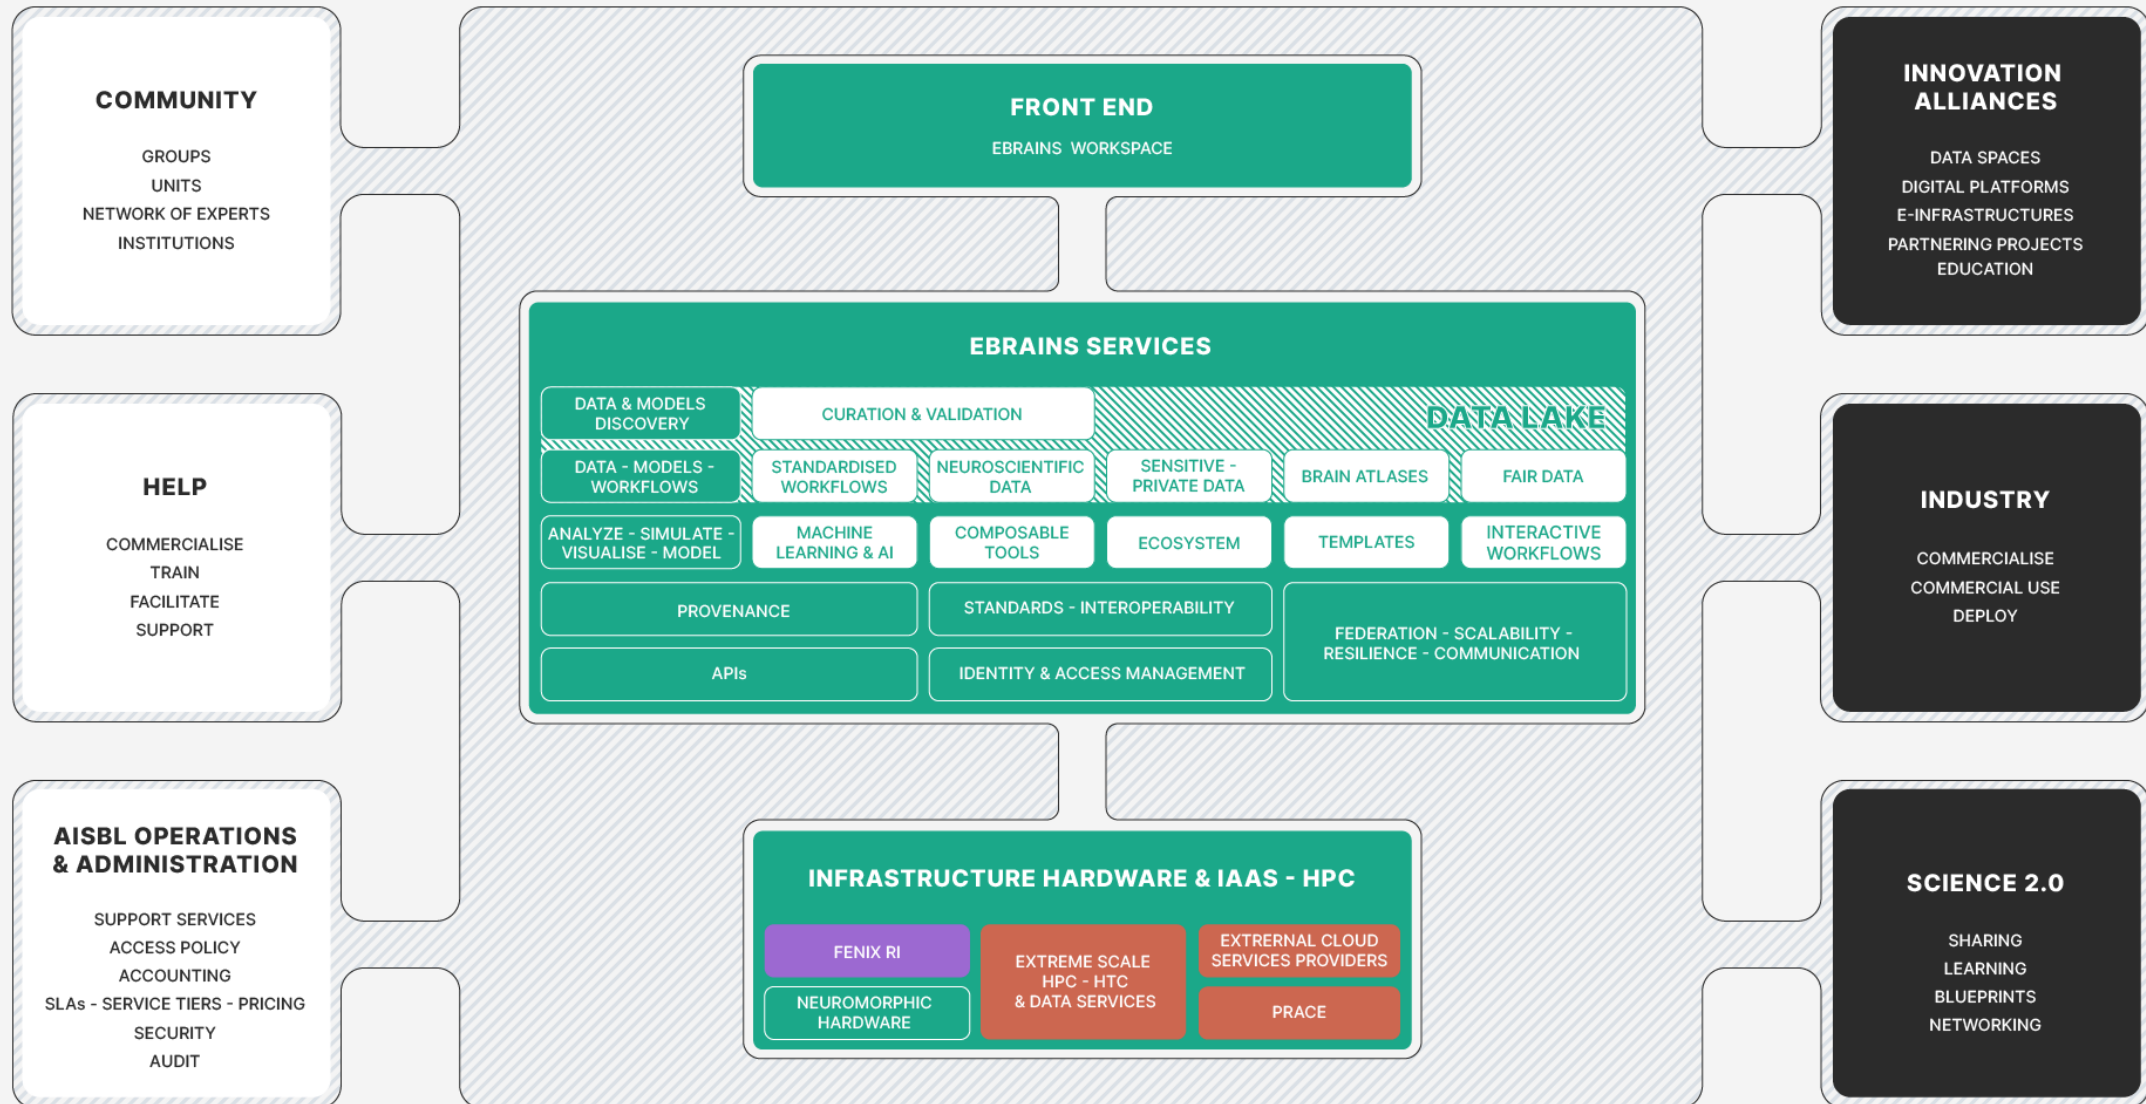 COMMUNITY
GROUPS
UNITS
NETWORK OF EXPERTS
INSTITUTIONS
HELP
COMMERCIALISE
TRAIN
FACILITATE
SUPPORT
AISBL OPERATIONS
& ADMINISTRATION
SUPPORT SERVICES
ACCESS POLICY
ACCOUNTING
SLAs - SERVICE TIERS - PRICING
SECURITY
AUDIT
FRONT END
EBRAINS WORKSPACE
EBRAINS SERVICES
DATA & MODELS
DISCOVERY
CURATION & VALIDATION
DATA LAKE
DATA - MODELS -
WORKFLOWS
STANDARDISED
WORKFLOWS
NEUROSCIENTIFIC
DATA
SENSITIVE -
PRIVATE DATA
BRAIN ATLASES
FAIR DATA
ANALYZE - SIMULATE -
VISUALISE - MODEL
MACHINE
LEARNING & AI
COMPOSABLE
TOOLS
ECOSYSTEM
TEMPLATES
INTERACTIVE
WORKFLOWS
PROVENANCE
STANDARDS - INTEROPERABILITY
FEDERATION - SCALABILITY -
RESILIENCE - COMMUNICATION
APIs
IDENTITY & ACCESS MANAGEMENT
INFRASTRUCTURE HARDWARE & IAAS - HPC
FENIX RI
NEUROMORPHIC
HARDWARE
EXTREME SCALE
HPC - HTC
& DATA SERVICES
EXTRERNAL CLOUD
SERVICES PROVIDERS
PRACE
INNOVATION
ALLIANCES
DATA SPACES
DIGITAL PLATFORMS
E-INFRASTRUCTURES
PARTNERING PROJECTS
EDUCATION
INDUSTRY
COMMERCIALISE
COMMERCIAL USE
DEPLOY
SCIENCE 2.0
SHARING
LEARNING
BLUEPRINTS
NETWORKING